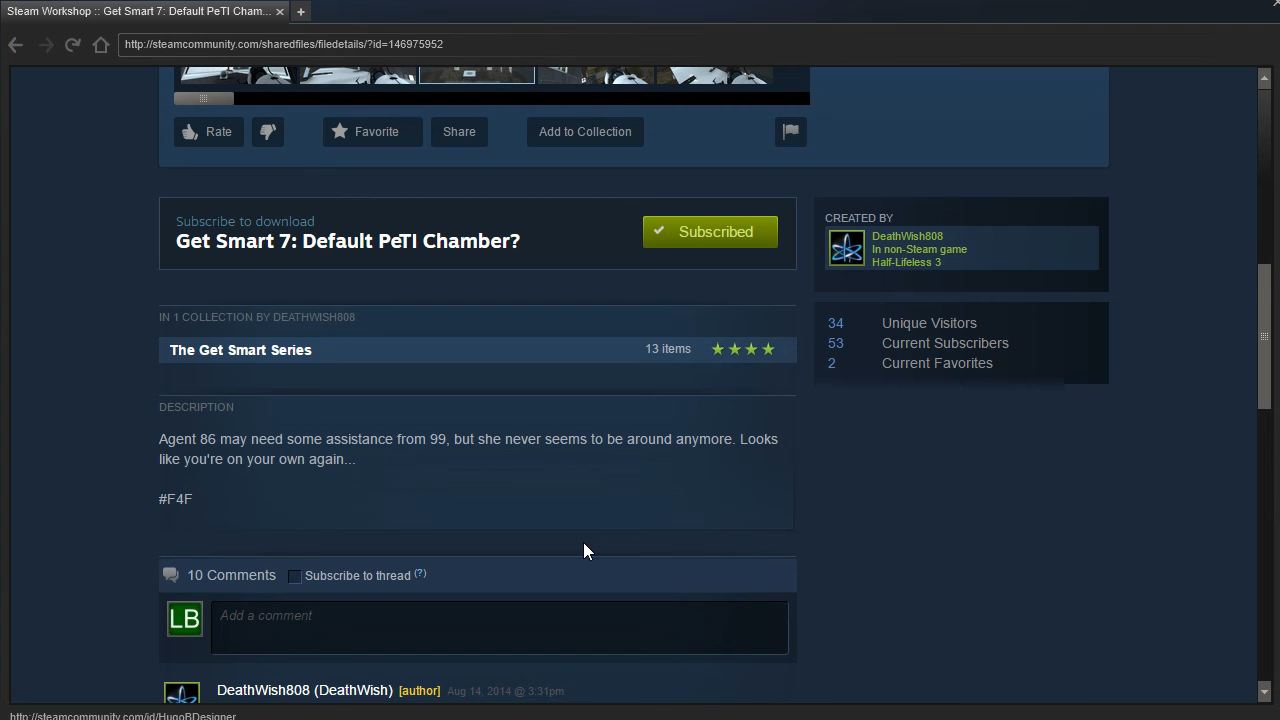 Steam Workshop :: Get Smart 7: Default PeTI Cham...
http://steamcommunity.com/sharedfiles/filedetails/?id=146975952
Rate
Favorite
Share
Add to Collection
Subscribe to download
Get Smart 7: Default PeTI Chamber?
Subscribed
CREATED BY
DeathWish808
In non-Steam game
Half-Lifeless 3
34 Unique Visitors
53 Current Subscribers
2 Current Favorites
IN 1 COLLECTION BY DEATHWISH808
The Get Smart Series 13 items
DESCRIPTION
Agent 86 may need some assistance from 99, but she never seems to be around anymore. Looks
like you're on your own again...
#F4F
10 Comments Subscribe to thread (?)
LB
Add a comment
DeathWish808 (DeathWish) [author] Aug 14, 2014 @ 3:31pm
http://steamcommunity.com/id/HugoBDesigner